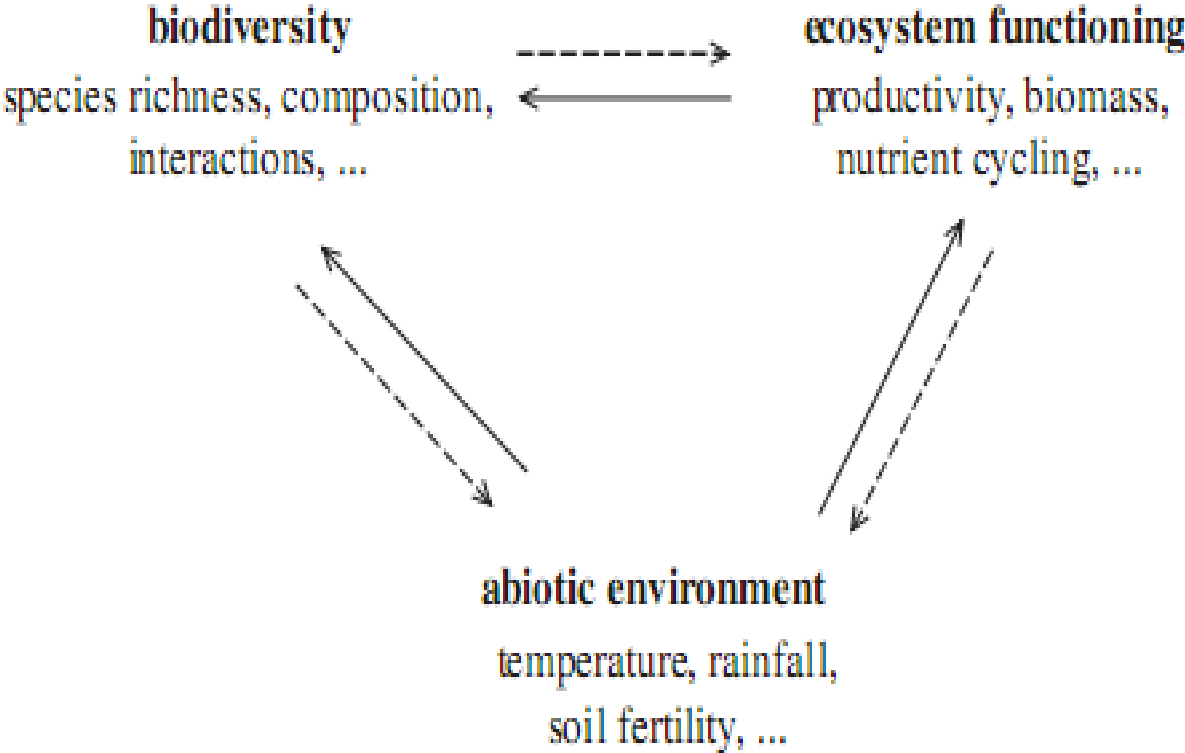 biodiversity
species richness, composition,
interactions, ...
ecosystem functioning
productivity, biomass,
nutrient cycling, ...
abiotic environment
temperature, rainfall,
soil fertility, ...